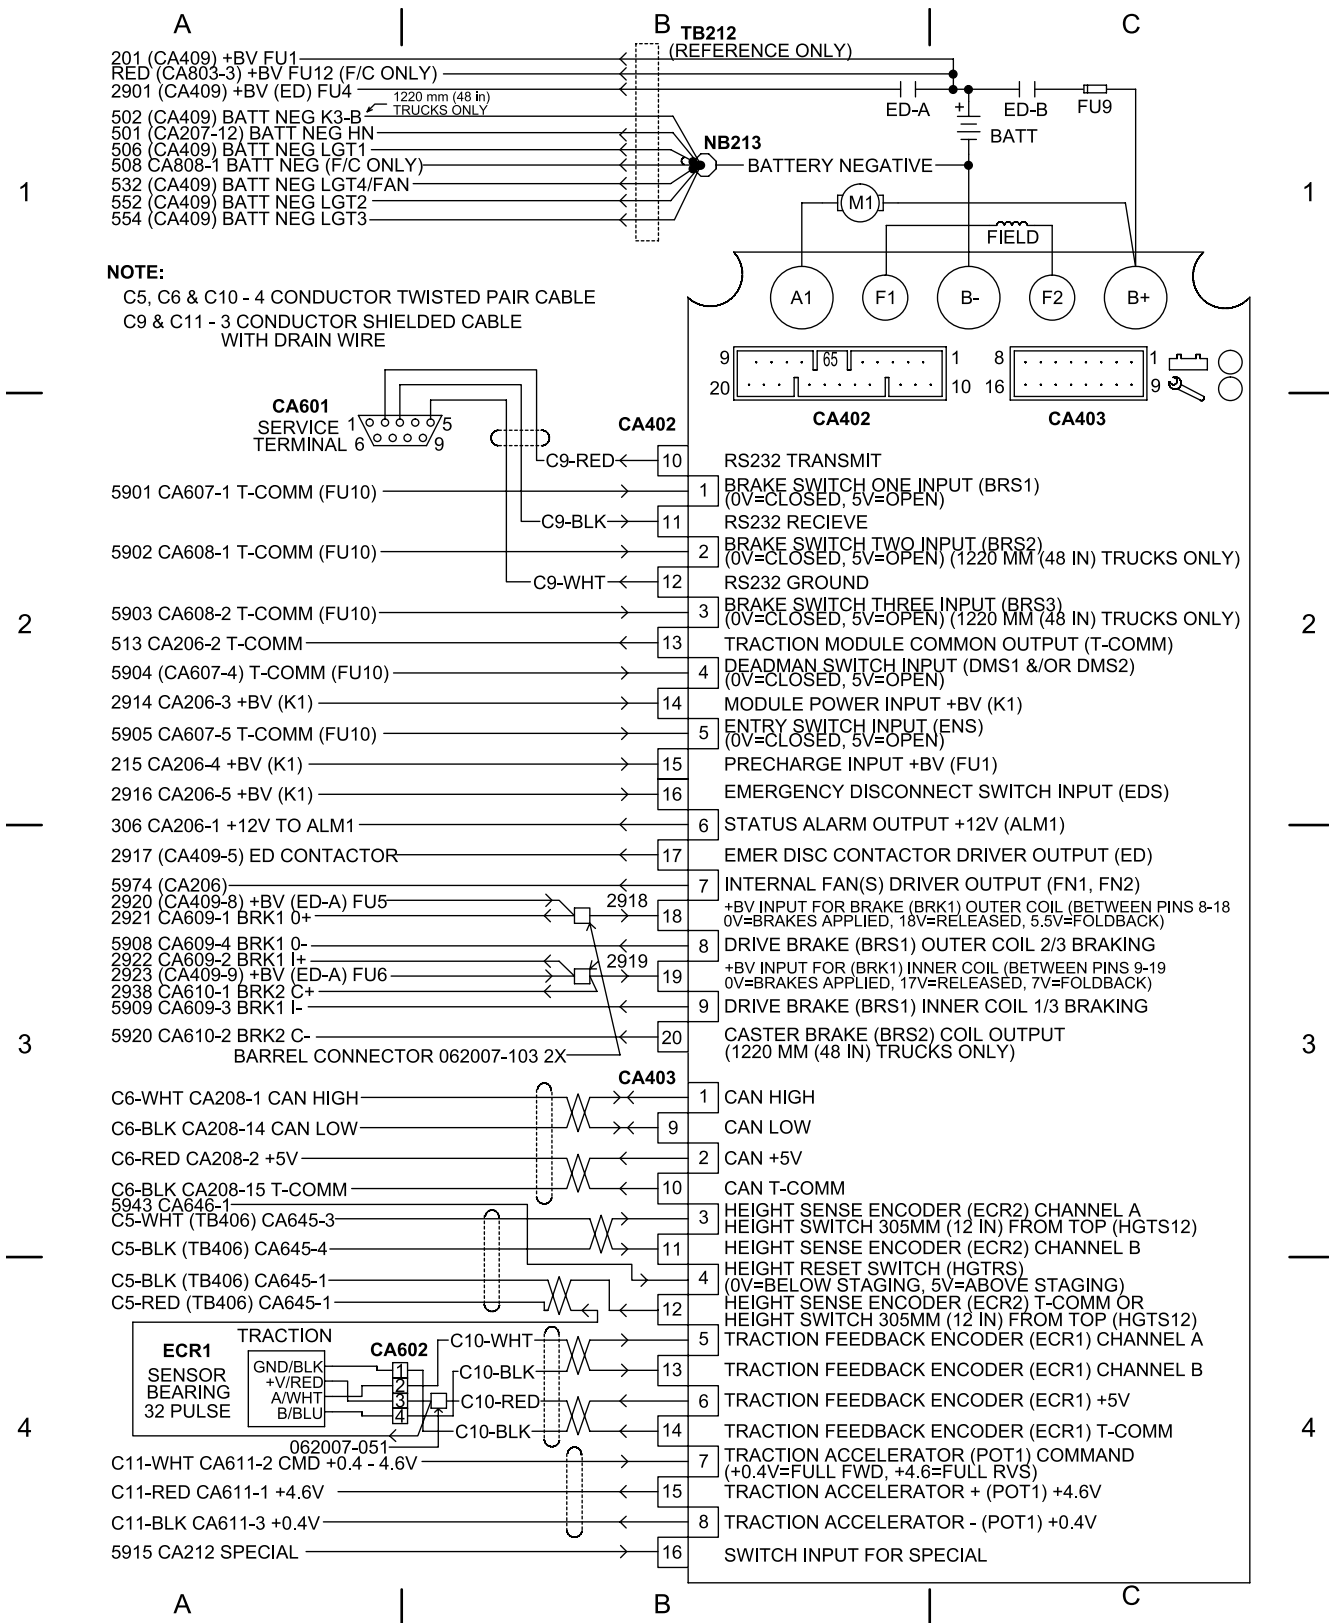 A B C
TB212
(REFERENCE ONLY)
201 (CA409) +BV FU1
RED (CA803-3) +BV FU12 (F/C ONLY)
2901 (CA409) +BV (ED) FU4
1220 mm (48 in)
TRUCKS ONLY
502 (CA409) BATT NEG K3-B
501 (CA207-12) BATT NEG HN
506 (CA409) BATT NEG LGT1
508 CA808-1 BATT NEG (F/C ONLY)
532 (CA409) BATT NEG LGT4/FAN
552 (CA409) BATT NEG LGT2
554 (CA409) BATT NEG LGT3
ED-A
+
ED-B
FU9
BATT
NB213
BATTERY NEGATIVE
1
1
M1
FIELD
A1 F1 B- F2 B+
NOTE:
C5, C6 & C10 - 4 CONDUCTOR TWISTED PAIR CABLE
C9 & C11 - 3 CONDUCTOR SHIELDED CABLE
WITH DRAIN WIRE
9 65 1
20 10
CA402
8 1
16 9
CA403
CA601
SERVICE
TERMINAL
1 5
6 9
CA402
C9-RED 10 RS232 TRANSMIT
5901 CA607-1 T-COMM (FU10) 1 BRAKE SWITCH ONE INPUT (BRS1)
(0V=CLOSED, 5V=OPEN)
C9-BLK 11 RS232 RECIEVE
5902 CA608-1 T-COMM (FU10) 2 BRAKE SWITCH TWO INPUT (BRS2)
(0V=CLOSED, 5V=OPEN) (1220 MM (48 IN) TRUCKS ONLY)
C9-WHT 12 RS232 GROUND
5903 CA608-2 T-COMM (FU10) 3 BRAKE SWITCH THREE INPUT (BRS3)
(0V=CLOSED, 5V=OPEN) (1220 MM (48 IN) TRUCKS ONLY)
2
2
513 CA206-2 T-COMM 13 TRACTION MODULE COMMON OUTPUT (T-COMM)
5904 (CA607-4) T-COMM (FU10) 4 DEADMAN SWITCH INPUT (DMS1 &/OR DMS2)
(0V=CLOSED, 5V=OPEN)
2914 CA206-3 +BV (K1) 14 MODULE POWER INPUT +BV (K1)
5905 CA607-5 T-COMM (FU10) 5 ENTRY SWITCH INPUT (ENS)
(0V=CLOSED, 5V=OPEN)
215 CA206-4 +BV (K1) 15 PRECHARGE INPUT +BV (FU1)
2916 CA206-5 +BV (K1) 16 EMERGENCY DISCONNECT SWITCH INPUT (EDS)
306 CA206-1 +12V TO ALM1 6 STATUS ALARM OUTPUT +12V (ALM1)
2917 (CA409-5) ED CONTACTOR 17 EMER DISC CONTACTOR DRIVER OUTPUT (ED)
5974 (CA206) 7 INTERNAL FAN(S) DRIVER OUTPUT (FN1, FN2)
2920 (CA409-8) +BV (ED-A) FU5
2921 CA609-1 BRK1 0+
2918 18 +BV INPUT FOR BRAKE (BRK1) OUTER COIL (BETWEEN PINS 8-18
0V=BRAKES APPLIED, 18V=RELEASED, 5.5V=FOLDBACK)
5908 CA609-4 BRK1 0- 8 DRIVE BRAKE (BRS1) OUTER COIL 2/3 BRAKING
2922 CA609-2 BRK1 I+
2923 (CA409-9) +BV (ED-A) FU6
2938 CA610-1 BRK2 C+
2919 19 +BV INPUT FOR (BRK1) INNER COIL (BETWEEN PINS 9-19
0V=BRAKES APPLIED, 17V=RELEASED, 7V=FOLDBACK)
5909 CA609-3 BRK1 I- 9 DRIVE BRAKE (BRS1) INNER COIL 1/3 BRAKING
5920 CA610-2 BRK2 C- 20 CASTER BRAKE (BRS2) COIL OUTPUT
(1220 MM (48 IN) TRUCKS ONLY)
BARREL CONNECTOR 062007-103 2X
3
3
CA403
C6-WHT CA208-1 CAN HIGH 1 CAN HIGH
C6-BLK CA208-14 CAN LOW 9 CAN LOW
C6-RED CA208-2 +5V 2 CAN +5V
C6-BLK CA208-15 T-COMM 10 CAN T-COMM
5943 CA646-1
C5-WHT (TB406) CA645-3 3 HEIGHT SENSE ENCODER (ECR2) CHANNEL A
HEIGHT SWITCH 305MM (12 IN) FROM TOP (HGTS12)
C5-BLK (TB406) CA645-4 11 HEIGHT SENSE ENCODER (ECR2) CHANNEL B
4 HEIGHT RESET SWITCH (HGTRS)
(0V=BELOW STAGING, 5V=ABOVE STAGING)
C5-BLK (TB406) CA645-1
C5-RED (TB406) CA645-1
12 HEIGHT SENSE ENCODER (ECR2) T-COMM OR
HEIGHT SWITCH 305MM (12 IN) FROM TOP (HGTS12)
ECR1
SENSOR
BEARING
32 PULSE
TRACTION
GND/BLK
+V/RED
A/WHT
B/BLU
CA602
1
2
3
4
C10-WHT 5 TRACTION FEEDBACK ENCODER (ECR1) CHANNEL A
C10-BLK 13 TRACTION FEEDBACK ENCODER (ECR1) CHANNEL B
C10-RED 6 TRACTION FEEDBACK ENCODER (ECR1) +5V
C10-BLK 14 TRACTION FEEDBACK ENCODER (ECR1) T-COMM
4
4
062007-051
C11-WHT CA611-2 CMD +0.4 - 4.6V 7 TRACTION ACCELERATOR (POT1) COMMAND
(+0.4V=FULL FWD, +4.6=FULL RVS)
C11-RED CA611-1 +4.6V 15 TRACTION ACCELERATOR + (POT1) +4.6V
C11-BLK CA611-3 +0.4V 8 TRACTION ACCELERATOR - (POT1) +0.4V
5915 CA212 SPECIAL 16 SWITCH INPUT FOR SPECIAL
A B C